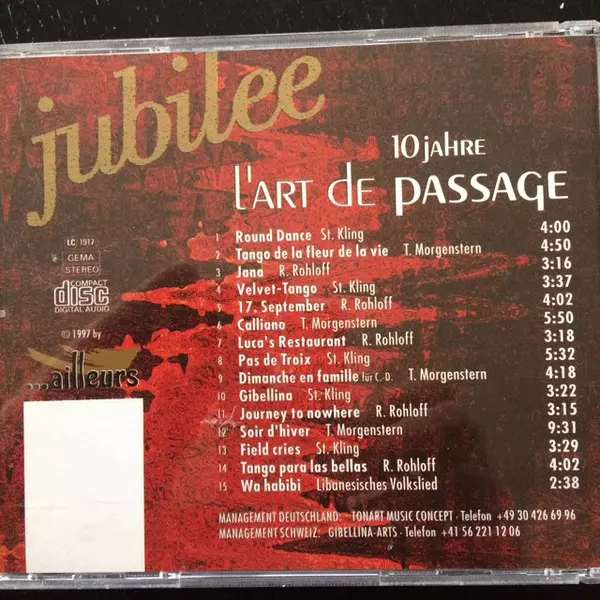 jubilee
10 JAHRE
L'ART DE PASSAGE
1 Round Dance St. Kling 4:00
2 Tango de la fleur de la vie T. Morgenstern 4:50
3 Jana R. Rohloff 3:16
4 Velvet-Tango St. Kling 3:37
5 17. September R. Rohloff 4:02
6 Calliano T. Morgenstern 5:50
7 Luca's Restaurant R. Rohloff 3:18
8 Pas de Troix St. Kling 5:32
9 Dimanche en famille für C.-D. T. Morgenstern 4:18
10 Gibellina St. Kling 3:22
11 Journey to nowhere R. Rohloff 3:15
12 Soir d'hiver T. Morgenstern 9:31
13 Field cries St. Kling 3:29
14 Tango para las bellas R. Rohloff 4:02
15 Wa habibi Libanesisches Volkslied 2:38
LC 1917
GEMA
STEREO
COMPACT
disc
DIGITAL AUDIO
© 1997 by
...ailleurs
MANAGEMENT DEUTSCHLAND: TONART MUSIC CONCEPT · Telefon +49 30 426 69 96
MANAGEMENT SCHWEIZ: GIBELLINA-ARTS · Telefon +41 56 221 12 06